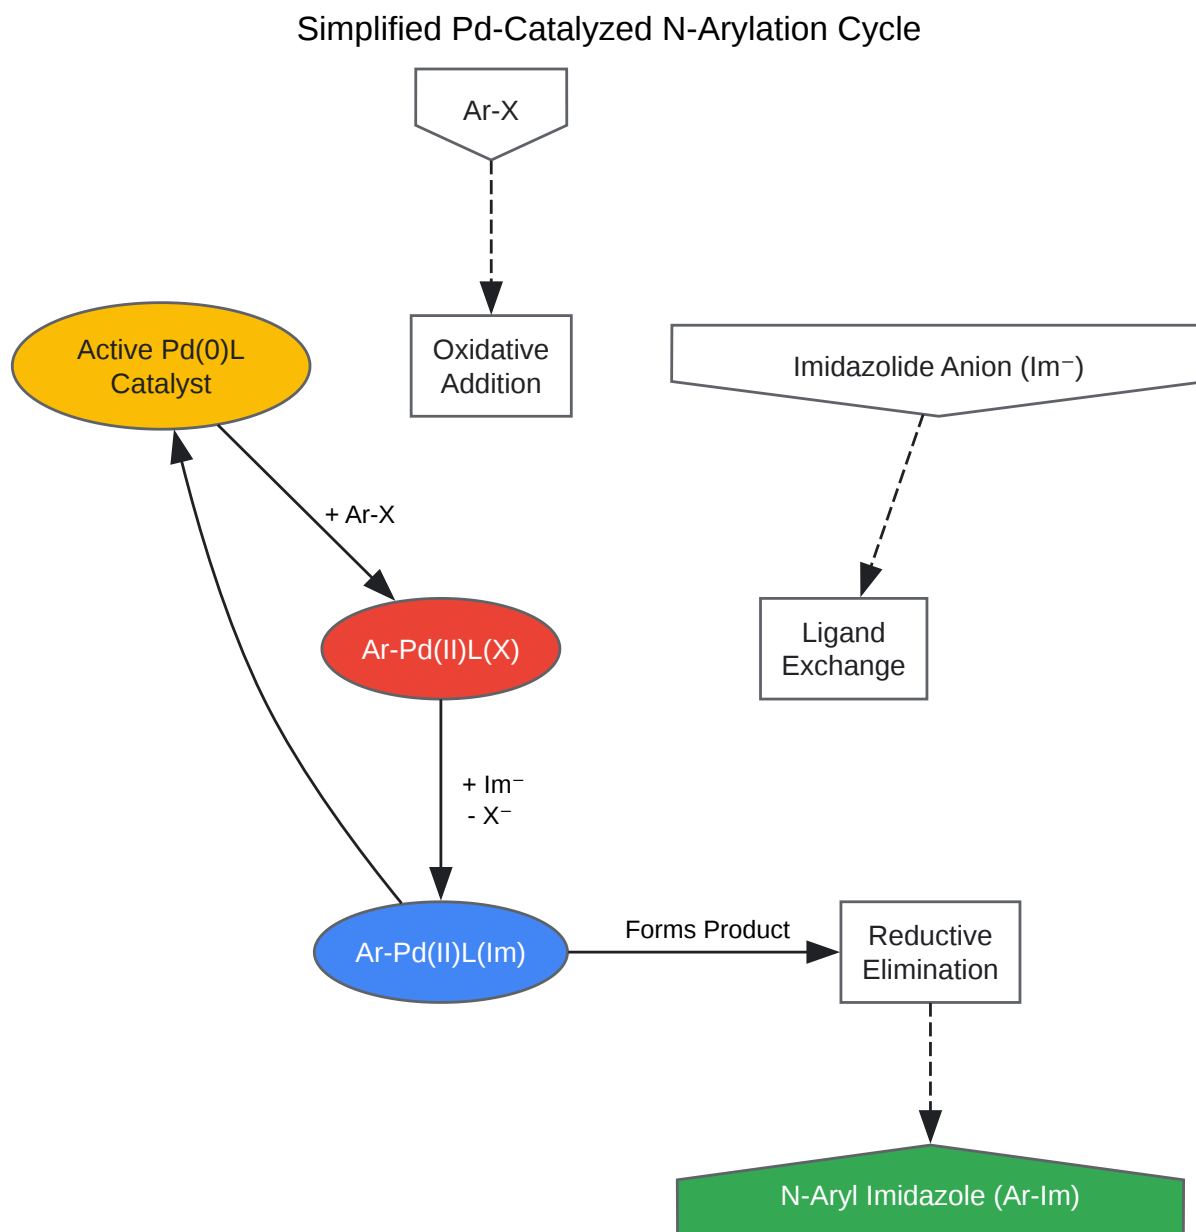 Simplified Pd-Catalyzed N-Arylation Cycle
Ar-X
Active Pd(0)L
Catalyst
Oxidative
Addition
Imidazolide Anion (Im⁻)
+ Ar-X
Ar-Pd(II)L(X)
Ligand
Exchange
+ Im⁻
- X⁻
Ar-Pd(II)L(Im)
Forms Product
Reductive
Elimination
N-Aryl Imidazole (Ar-Im)